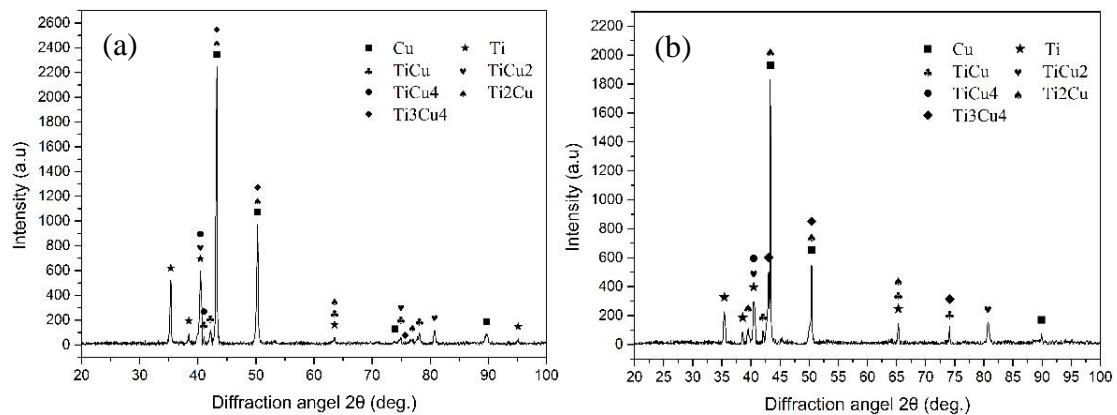 (a)
Cu Ti
TiCu TiCu2
TiCu4 Ti2Cu
Ti3Cu4
Intensity (a.u)
2600
2400
2200
2000
1800
1600
1400
1200
1000
800
600
400
200
0
20 30 40 50 60 70 80 90 100
Diffraction angel 2θ (deg.)
(b)
Cu Ti
TiCu TiCu2
TiCu4 Ti2Cu
Ti3Cu4
Intensity (a.u)
2200
2000
1800
1600
1400
1200
1000
800
600
400
200
0
20 25 30 35 40 45 50 55 60 65 70 75 80 85 90 95 100
Diffraction angel 2θ (deg.)